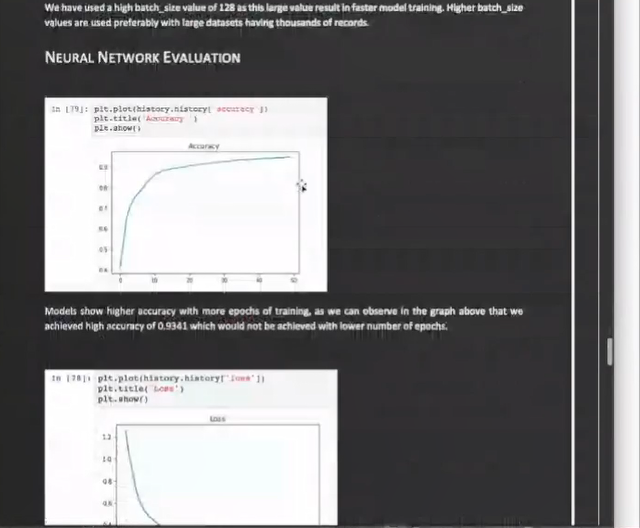 We have used a high batch_size value of 128 as this large value result in faster model training. Higher batch_size
values are used preferably with large datasets having thousands of records.
NEURAL NETWORK EVALUATION
In [79]: plt.plot(history.history['accuracy'])
plt.title('Accuracy')
plt.show()
Accuracy
0.9
0.8
0.7
0.6
0.5
0.4
0 10 20 30 40 50
Models show higher accuracy with more epochs of training, as we can observe in the graph above that we
achieved high accuracy of 0.9341 which would not be achieved with lower number of epochs.
In [78]: plt.plot(history.history['loss'])
plt.title('Loss')
plt.show()
Loss
1.2
1.0
0.8
0.6
0.4